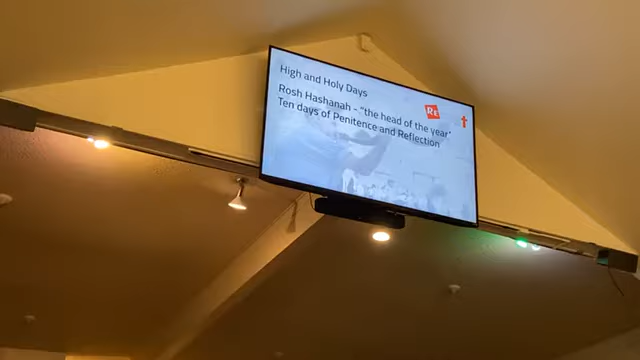 High and Holy Days
Rosh Hashanah - "the head of the year"
Ten days of Penitence and Reflection